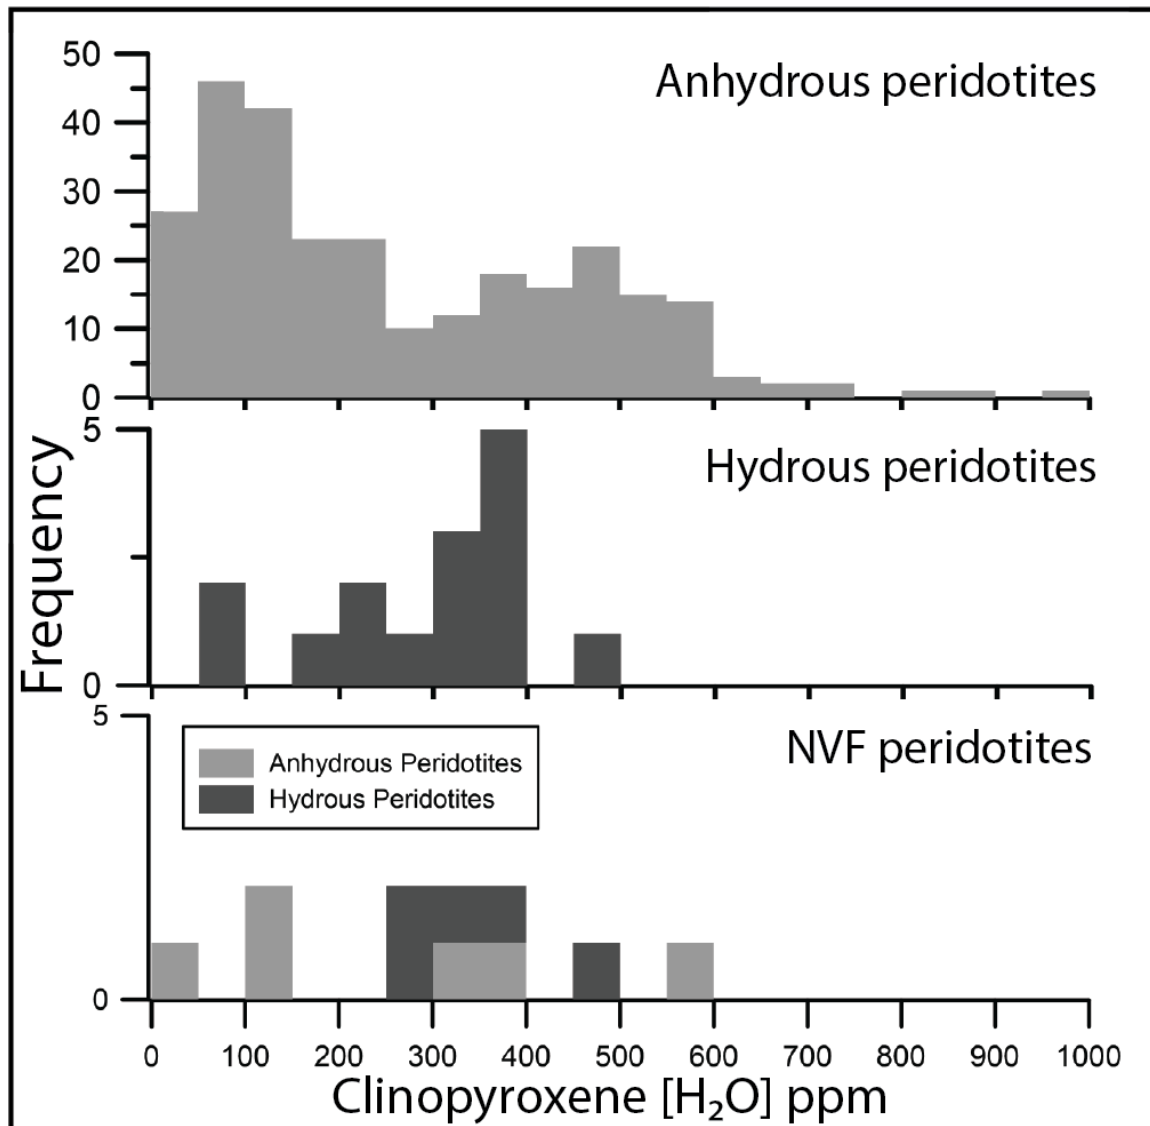 Anhydrous peridotites
50
40
30
20
10
0
Hydrous peridotites
5
0
Frequency
NVF peridotites
5
0
Anhydrous Peridotites
Hydrous Peridotites
0 100 200 300 400 500 600 700 800 900 1000
Clinopyroxene [H₂O] ppm